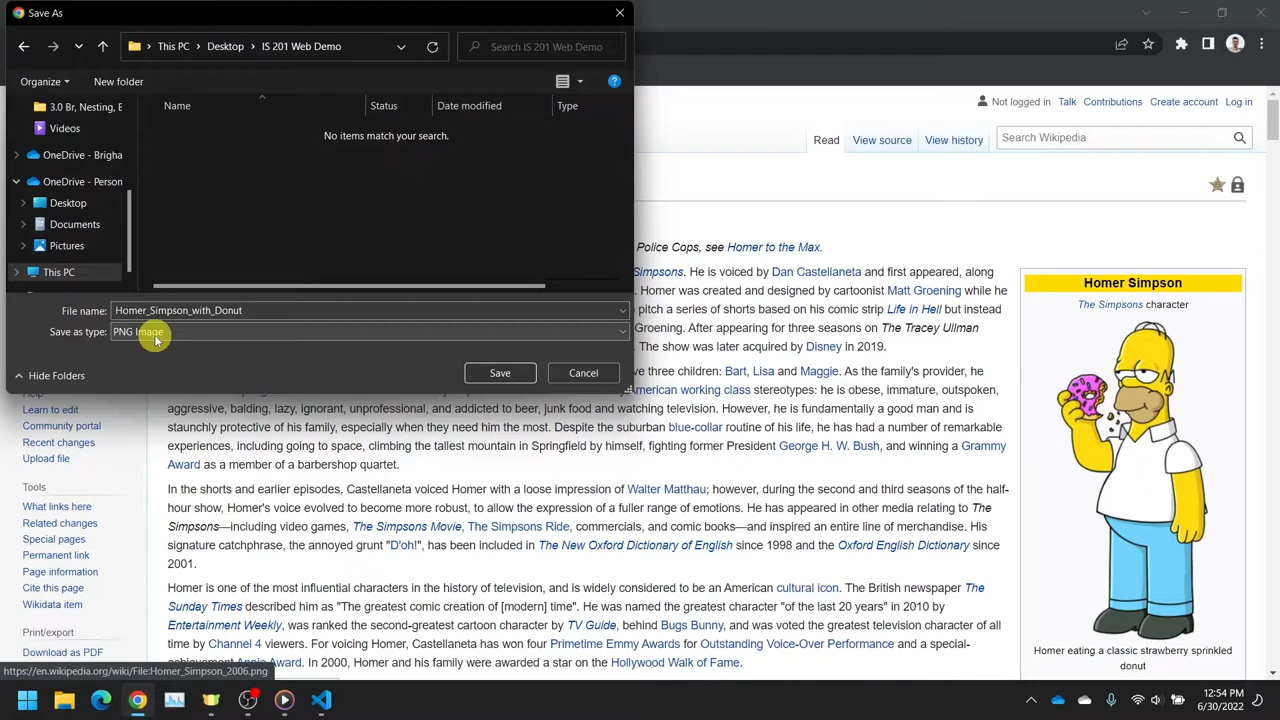 Save As
This PC
Desktop
IS 201 Web Demo
Search IS 201 Web Demo
Organize
New folder
Name
Status
Date modified
Type
3.0 Br, Nesting, E
Videos
OneDrive - Brigha
OneDrive - Person
Desktop
Documents
Pictures
This PC
No items match your search.
File name: Homer_Simpson_with_Donut
Save as type: PNG Image
Hide Folders
Save
Cancel
Not logged in Talk Contributions Create account Log in
Read View source View history
Search Wikipedia
Police Cops, see Homer to the Max.
Simpsons. He is voiced by Dan Castellaneta and first appeared, along
Homer was created and designed by cartoonist Matt Groening while he
pitch a series of shorts based on his comic strip Life in Hell but instead
Groening. After appearing for three seasons on The Tracey Ullman
The show was later acquired by Disney in 2019.
ve three children: Bart, Lisa and Maggie. As the family's provider, he
merican working class stereotypes: he is obese, immature, outspoken,
aggressive, balding, lazy, ignorant, unprofessional, and addicted to beer, junk food and watching television. However, he is fundamentally a good man and is
staunchly protective of his family, especially when they need him the most. Despite the suburban blue-collar routine of his life, he has had a number of remarkable
experiences, including going to space, climbing the tallest mountain in Springfield by himself, fighting former President George H. W. Bush, and winning a Grammy
Award as a member of a barbershop quartet.
In the shorts and earlier episodes, Castellaneta voiced Homer with a loose impression of Walter Matthau; however, during the second and third seasons of the half-
hour show, Homer's voice evolved to become more robust, to allow the expression of a fuller range of emotions. He has appeared in other media relating to The
Simpsons—including video games, The Simpsons Movie, The Simpsons Ride, commercials, and comic books—and inspired an entire line of merchandise. His
signature catchphrase, the annoyed grunt "D'oh!", has been included in The New Oxford Dictionary of English since 1998 and the Oxford English Dictionary since
2001.
Homer is one of the most influential characters in the history of television, and is widely considered to be an American cultural icon. The British newspaper The
Sunday Times described him as "The greatest comic creation of [modern] time". He was named the greatest character "of the last 20 years" in 2010 by
Entertainment Weekly, was ranked the second-greatest cartoon character by TV Guide, behind Bugs Bunny, and was voted the greatest television character of all
time by Channel 4 viewers. For voicing Homer, Castellaneta has won four Primetime Emmy Awards for Outstanding Voice-Over Performance and a special-
achievement Annie Award. In 2000, Homer and his family were awarded a star on the Hollywood Walk of Fame.
Homer Simpson
The Simpsons character
Homer eating a classic strawberry sprinkled
donut
Help
Learn to edit
Community portal
Recent changes
Upload file
Tools
What links here
Related changes
Special pages
Permanent link
Page information
Cite this page
Wikidata item
Print/export
Download as PDF
https://en.wikipedia.org/wiki/File:Homer_Simpson_2006.png
12:54 PM
6/30/2022